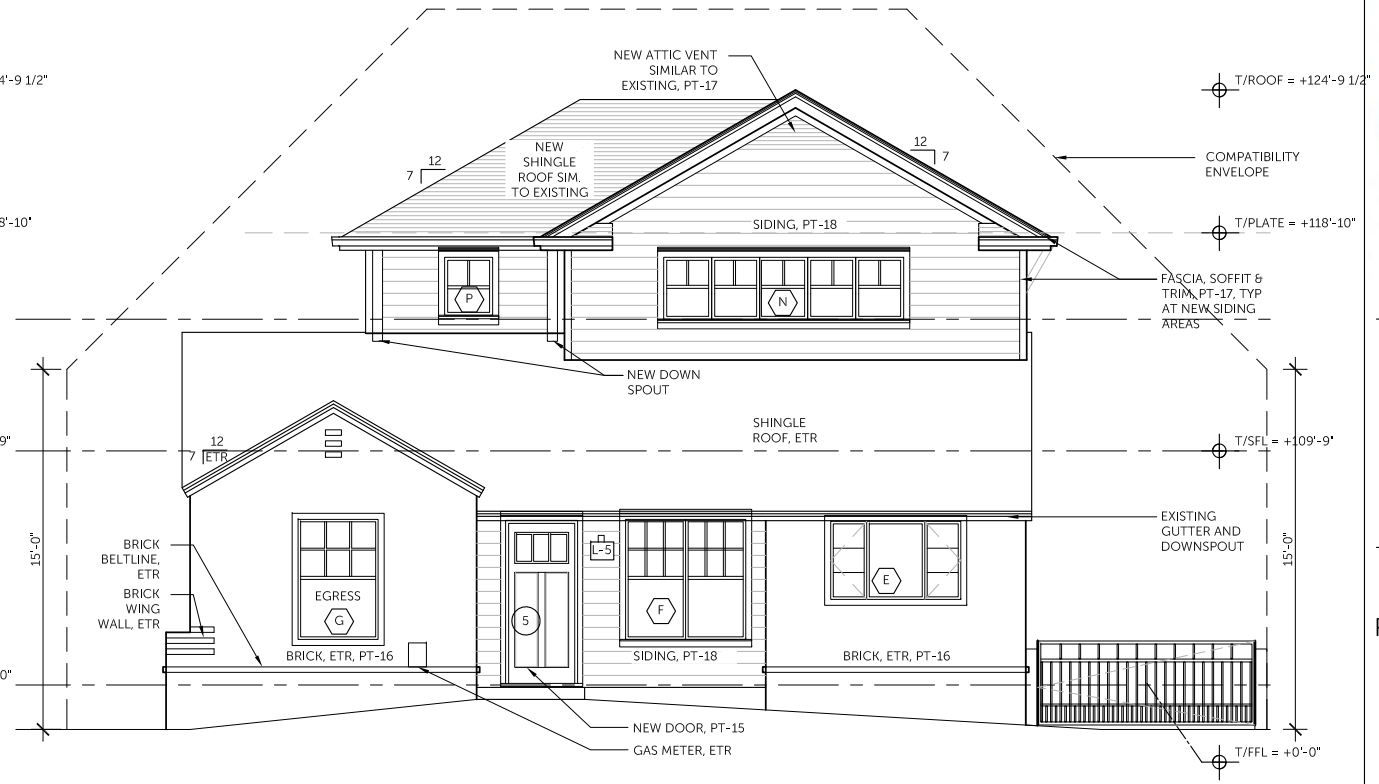 4'-9 1/2"
NEW ATTIC VENT
SIMILAR TO
EXISTING, PT-17
T/ROOF = +124'-9 1/2"
12
7
NEW
SHINGLE
ROOF SIM.
TO EXISTING
12
7
COMPATIBILITY
ENVELOPE
8'-10"
SIDING, PT-18
T/PLATE = +118'-10"
P
N
FASCIA, SOFFIT &
TRIM, PT-17, TYP
AT NEW SIDING
AREAS
NEW DOWN
SPOUT
SHINGLE
ROOF, ETR
9"
12
7
ETR
T/SFL = +109'-9"
EXISTING
GUTTER AND
DOWNSPOUT
15'-0"
BRICK
BELTLINE,
ETR
BRICK
WING
WALL, ETR
L-5
15'-0"
EGRESS
G
5
F
E
BRICK, ETR, PT-16
SIDING, PT-18
BRICK, ETR, PT-16
0"
NEW DOOR, PT-15
GAS METER, ETR
T/FFL = +0'-0"